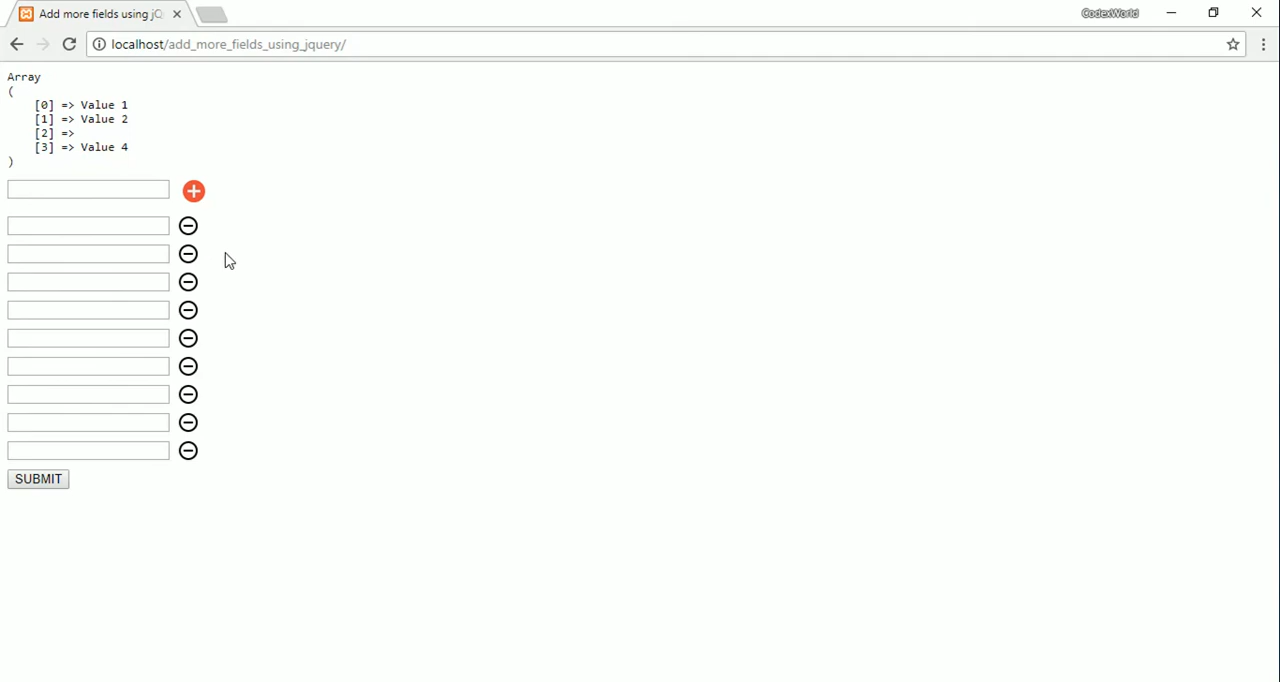 Add more fields using jQ
CodexWorld
localhost/add_more_fields_using_jquery/
Array
(
    [0] => Value 1
    [1] => Value 2
    [2] =>
    [3] => Value 4
)
SUBMIT